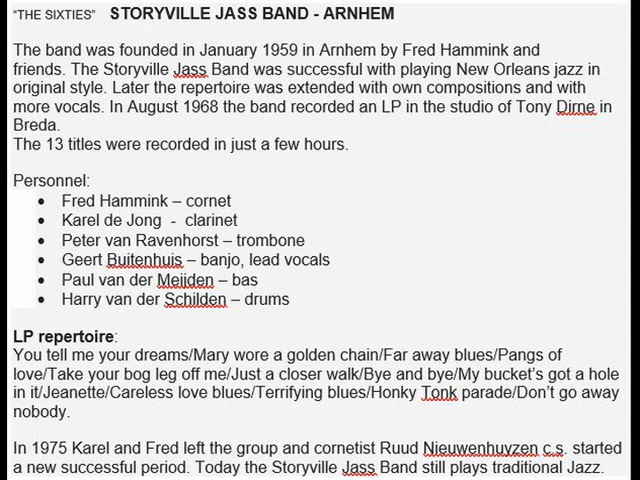 “THE SIXTIES” STORYVILLE JASS BAND - ARNHEM
The band was founded in January 1959 in Arnhem by Fred Hammink and
friends. The Storyville Jass Band was successful with playing New Orleans jazz in
original style. Later the repertoire was extended with own compositions and with
more vocals. In August 1968 the band recorded an LP in the studio of Tony Dirne in
Breda.
The 13 titles were recorded in just a few hours.
Personnel:
• Fred Hammink – cornet
• Karel de Jong - clarinet
• Peter van Ravenhorst – trombone
• Geert Buitenhuis – banjo, lead vocals
• Paul van der Meijden – bas
• Harry van der Schilden – drums
LP repertoire:
You tell me your dreams/Mary wore a golden chain/Far away blues/Pangs of
love/Take your bog leg off me/Just a closer walk/Bye and bye/My bucket’s got a hole
in it/Jeanette/Careless love blues/Terrifying blues/Honky Tonk parade/Don’t go away
nobody.
In 1975 Karel and Fred left the group and cornetist Ruud Nieuwenhuyzen c.s. started
a new successful period. Today the Storyville Jass Band still plays traditional Jazz.